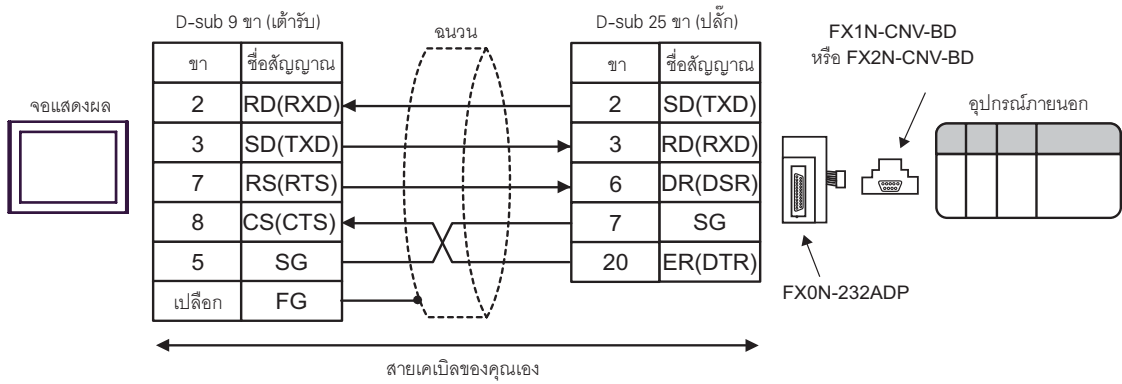 D-sub 9 ขา (เต้ารับ)
D-sub 25 ขา (ปลั๊ก)
ฉนวน
FX1N-CNV-BD
หรือ FX2N-CNV-BD
ขา ชื่อสัญญาณ
ขา ชื่อสัญญาณ
จอแสดงผล
อุปกรณ์ภายนอก
2 RD(RXD) 2 SD(TXD)
3 SD(TXD) 3 RD(RXD)
7 RS(RTS) 6 DR(DSR)
8 CS(CTS) 7 SG
5 SG 20 ER(DTR)
เปลือก FG
FX0N-232ADP
สายเคเบิลของคุณเอง